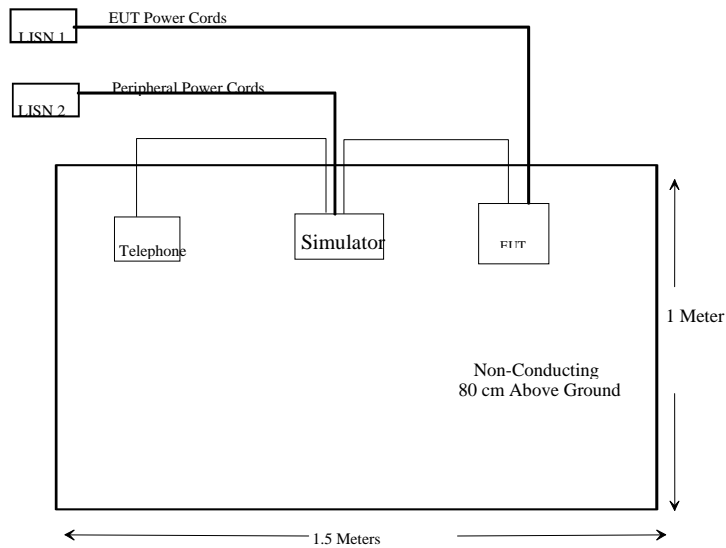 EUT Power Cords
LISN 1
Peripheral Power Cords
LISN 2
Telephone
Simulator
EUT
1 Meter
Non-Conducting
80 cm Above Ground
1.5 Meters